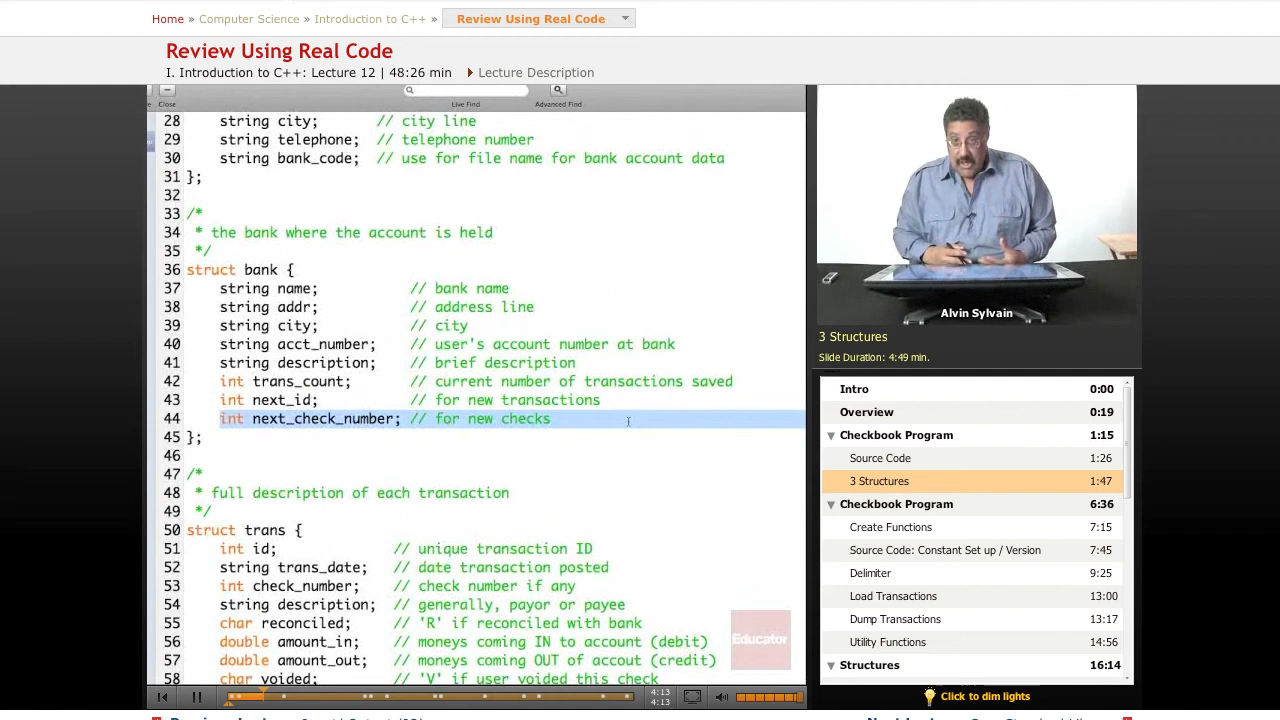 Home » Computer Science » Introduction to C++ » Review Using Real Code
Review Using Real Code
I. Introduction to C++: Lecture 12 | 48:26 min Lecture Description
Close Live Find Advanced Find
28 string city; // city line
29 string telephone; // telephone number
30 string bank_code; // use for file name for bank account data
31 };
32
33 /*
34 * the bank where the account is held
35 */
36 struct bank {
37 string name; // bank name
38 string addr; // address line
39 string city; // city
40 string acct_number; // user's account number at bank
41 string description; // brief description
42 int trans_count; // current number of transactions saved
43 int next_id; // for new transactions
44 int next_check_number; // for new checks
45 };
46
47 /*
48 * full description of each transaction
49 */
50 struct trans {
51 int id; // unique transaction ID
52 string trans_date; // date transaction posted
53 int check_number; // check number if any
54 string description; // generally, payor or payee
55 char reconciled; // 'R' if reconciled with bank
56 double amount_in; // moneys coming IN to account (debit)
57 double amount_out; // moneys coming OUT of accout (credit)
58 char voided; // 'V' if user voided this check
Educator
4:13
4:13
Alvin Sylvain
3 Structures
Slide Duration: 4:49 min.
Intro 0:00
Overview 0:19
Checkbook Program 1:15
Source Code 1:26
3 Structures 1:47
Checkbook Program 6:36
Create Functions 7:15
Source Code: Constant Set up / Version 7:45
Delimiter 9:25
Load Transactions 13:00
Dump Transactions 13:17
Utility Functions 14:56
Structures 16:14
Click to dim lights